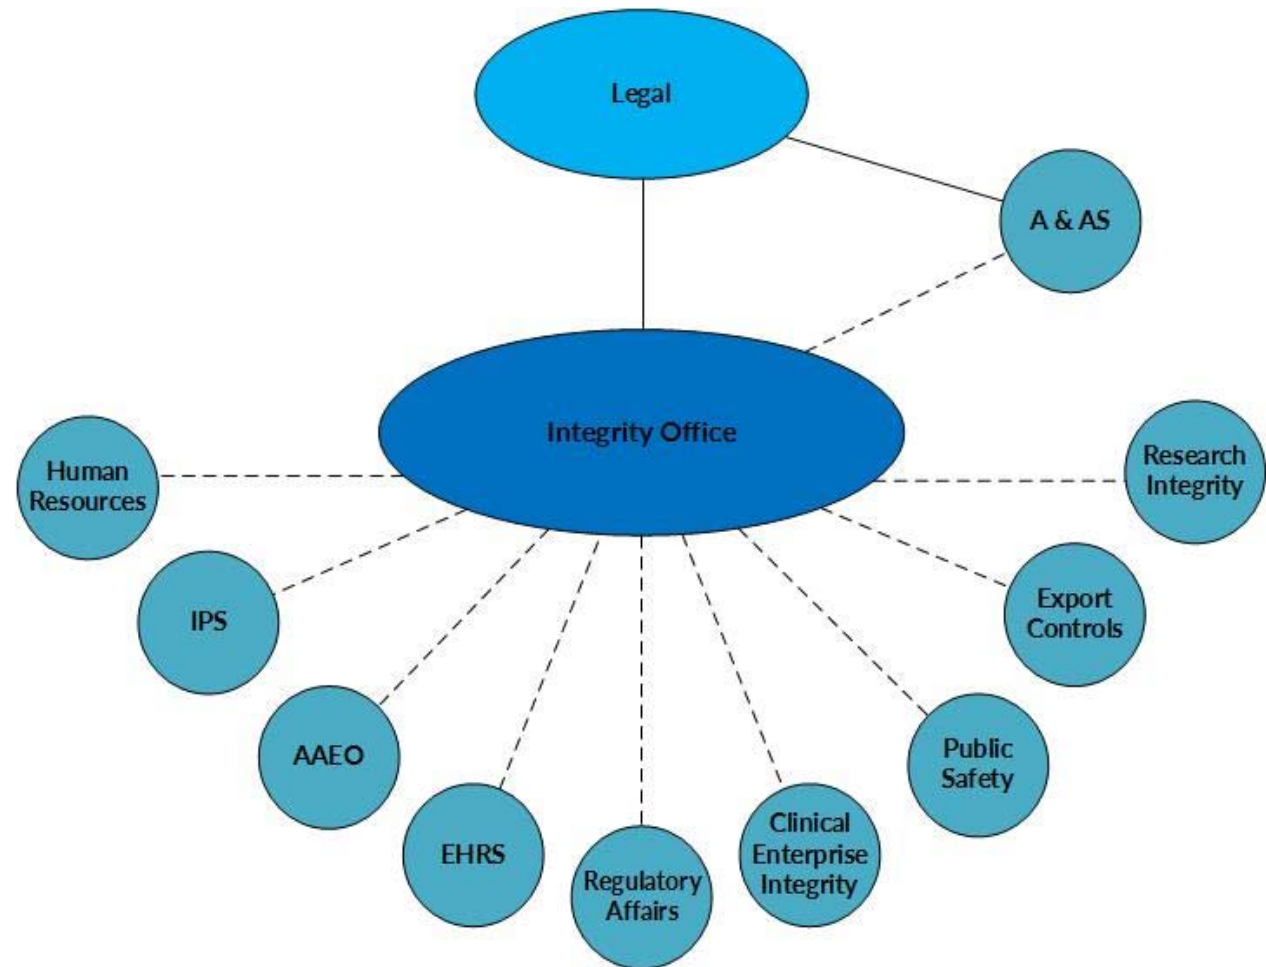 Legal
A & AS
Integrity Office
Human
Resources
IPS
AAEO
EHRS
Regulatory
Affairs
Clinical
Enterprise
Integrity
Public
Safety
Export
Controls
Research
Integrity